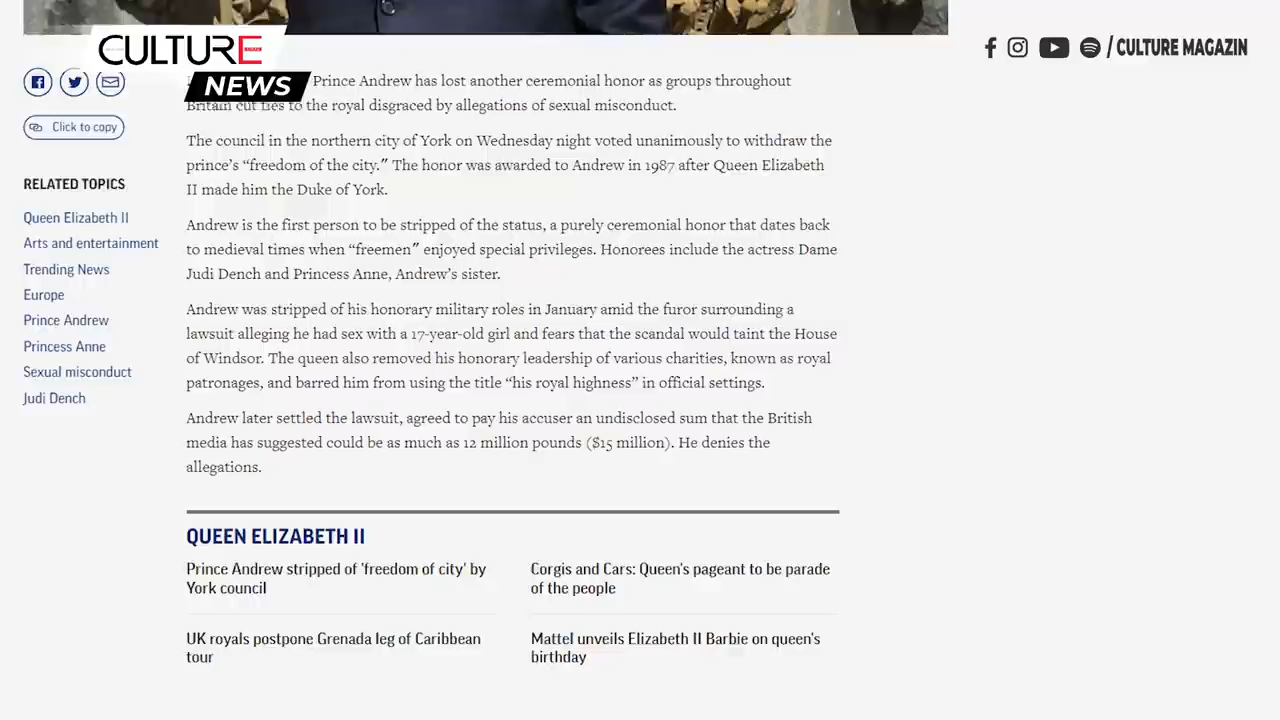 CULTURE
NEWS
/ CULTURE MAGAZIN
Prince Andrew has lost another ceremonial honor as groups throughout
Britain cut ties to the royal disgraced by allegations of sexual misconduct.
Click to copy
The council in the northern city of York on Wednesday night voted unanimously to withdraw the
prince's “freedom of the city.” The honor was awarded to Andrew in 1987 after Queen Elizabeth
II made him the Duke of York.
RELATED TOPICS
Queen Elizabeth II
Arts and entertainment
Trending News
Europe
Prince Andrew
Princess Anne
Sexual misconduct
Judi Dench
Andrew is the first person to be stripped of the status, a purely ceremonial honor that dates back
to medieval times when “freemen” enjoyed special privileges. Honorees include the actress Dame
Judi Dench and Princess Anne, Andrew's sister.
Andrew was stripped of his honorary military roles in January amid the furor surrounding a
lawsuit alleging he had sex with a 17-year-old girl and fears that the scandal would taint the House
of Windsor. The queen also removed his honorary leadership of various charities, known as royal
patronages, and barred him from using the title “his royal highness” in official settings.
Andrew later settled the lawsuit, agreed to pay his accuser an undisclosed sum that the British
media has suggested could be as much as 12 million pounds ($15 million). He denies the
allegations.
QUEEN ELIZABETH II
Prince Andrew stripped of 'freedom of city' by
York council
Corgis and Cars: Queen's pageant to be parade
of the people
UK royals postpone Grenada leg of Caribbean
tour
Mattel unveils Elizabeth II Barbie on queen's
birthday